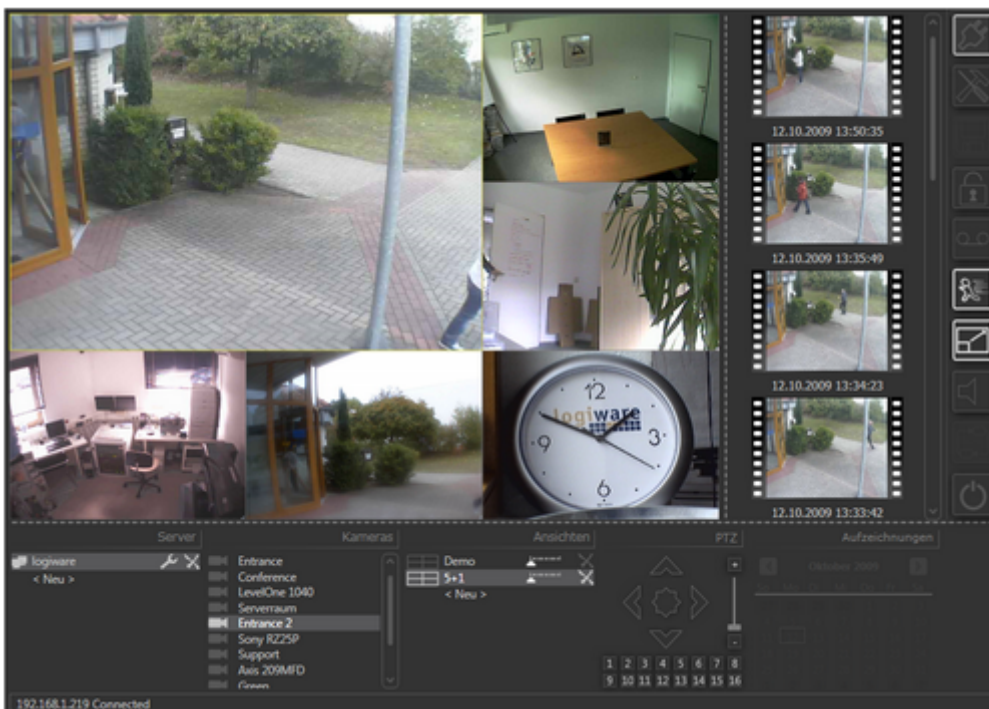 12.10.2009 13:50:35
12.10.2009 13:35:49
12.10.2009 13:34:23
12.10.2009 13:33:42
logiware
12
3
6
9
Server
logiware
< Neu >
Kameras
Entrance
Conference
LevelOne 1040
Serverraum
Entrance 2
Sony RZ25P
Support
Axis 209MFD
Green
Ansichten
Demo
5+1
< Neu >
PTZ
+
-
1 2 3 4 5 6 7 8
9 10 11 12 13 14 15 16
Aufzeichnungen
Oktober 2009
192.168.1.219 Connected